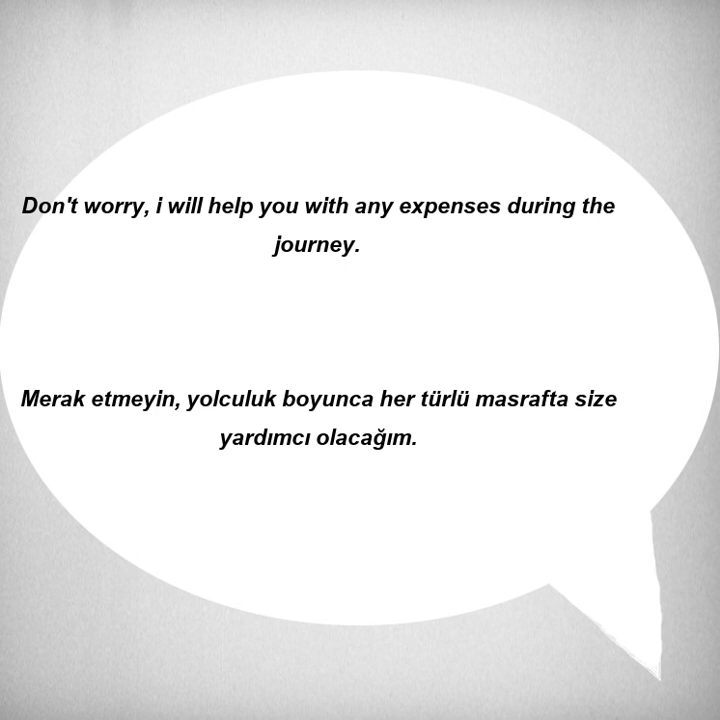 Don't worry, i will help you with any expenses during the
journey.
Merak etmeyin, yolculuk boyunca her türlü masrafta size
yardımcı olacağım.